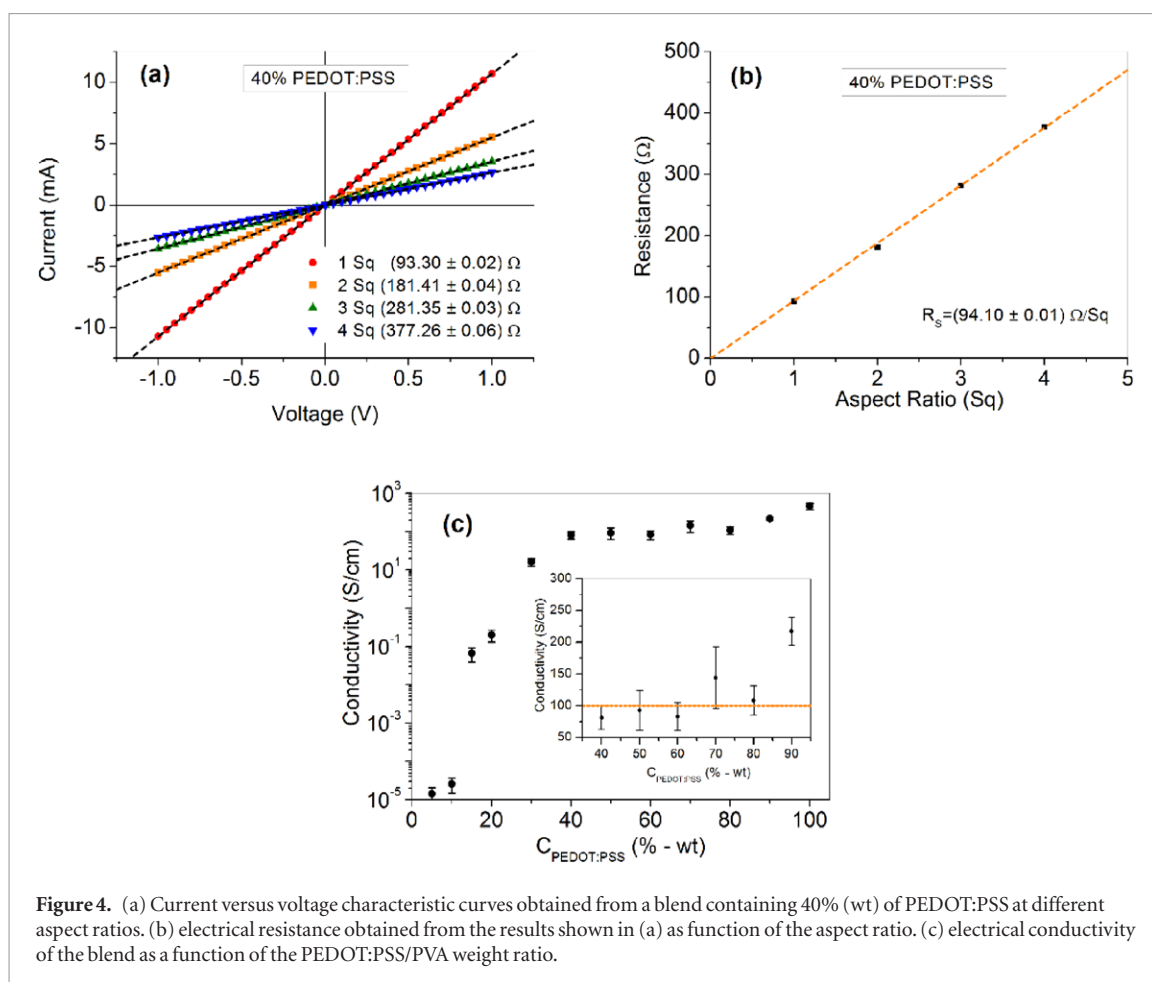 (a)
40% PEDOT:PSS
Current (mA)
10
5
0
-5
-10
1 Sq (93.30 ± 0.02) Ω
2 Sq (181.41 ± 0.04) Ω
3 Sq (281.35 ± 0.03) Ω
4 Sq (377.26 ± 0.06) Ω
-1.0 -0.5 0.0 0.5 1.0
Voltage (V)
(b)
40% PEDOT:PSS
Resistance (Ω)
500
400
300
200
100
0
R_S=(94.10 ± 0.01) Ω/Sq
0 1 2 3 4 5
Aspect Ratio (Sq)
(c)
Conductivity (S/cm)
10^3
10^1
10^-1
10^-3
10^-5
0 20 40 60 80 100
C_PEDOT:PSS (% - wt)
Conductivity (S/cm)
300
250
200
150
100
50
40 50 60 70 80 90
C_PEDOT:PSS (% - wt)
Figure 4. (a) Current versus voltage characteristic curves obtained from a blend containing 40% (wt) of PEDOT:PSS at different
aspect ratios. (b) electrical resistance obtained from the results shown in (a) as function of the aspect ratio. (c) electrical conductivity
of the blend as a function of the PEDOT:PSS/PVA weight ratio.